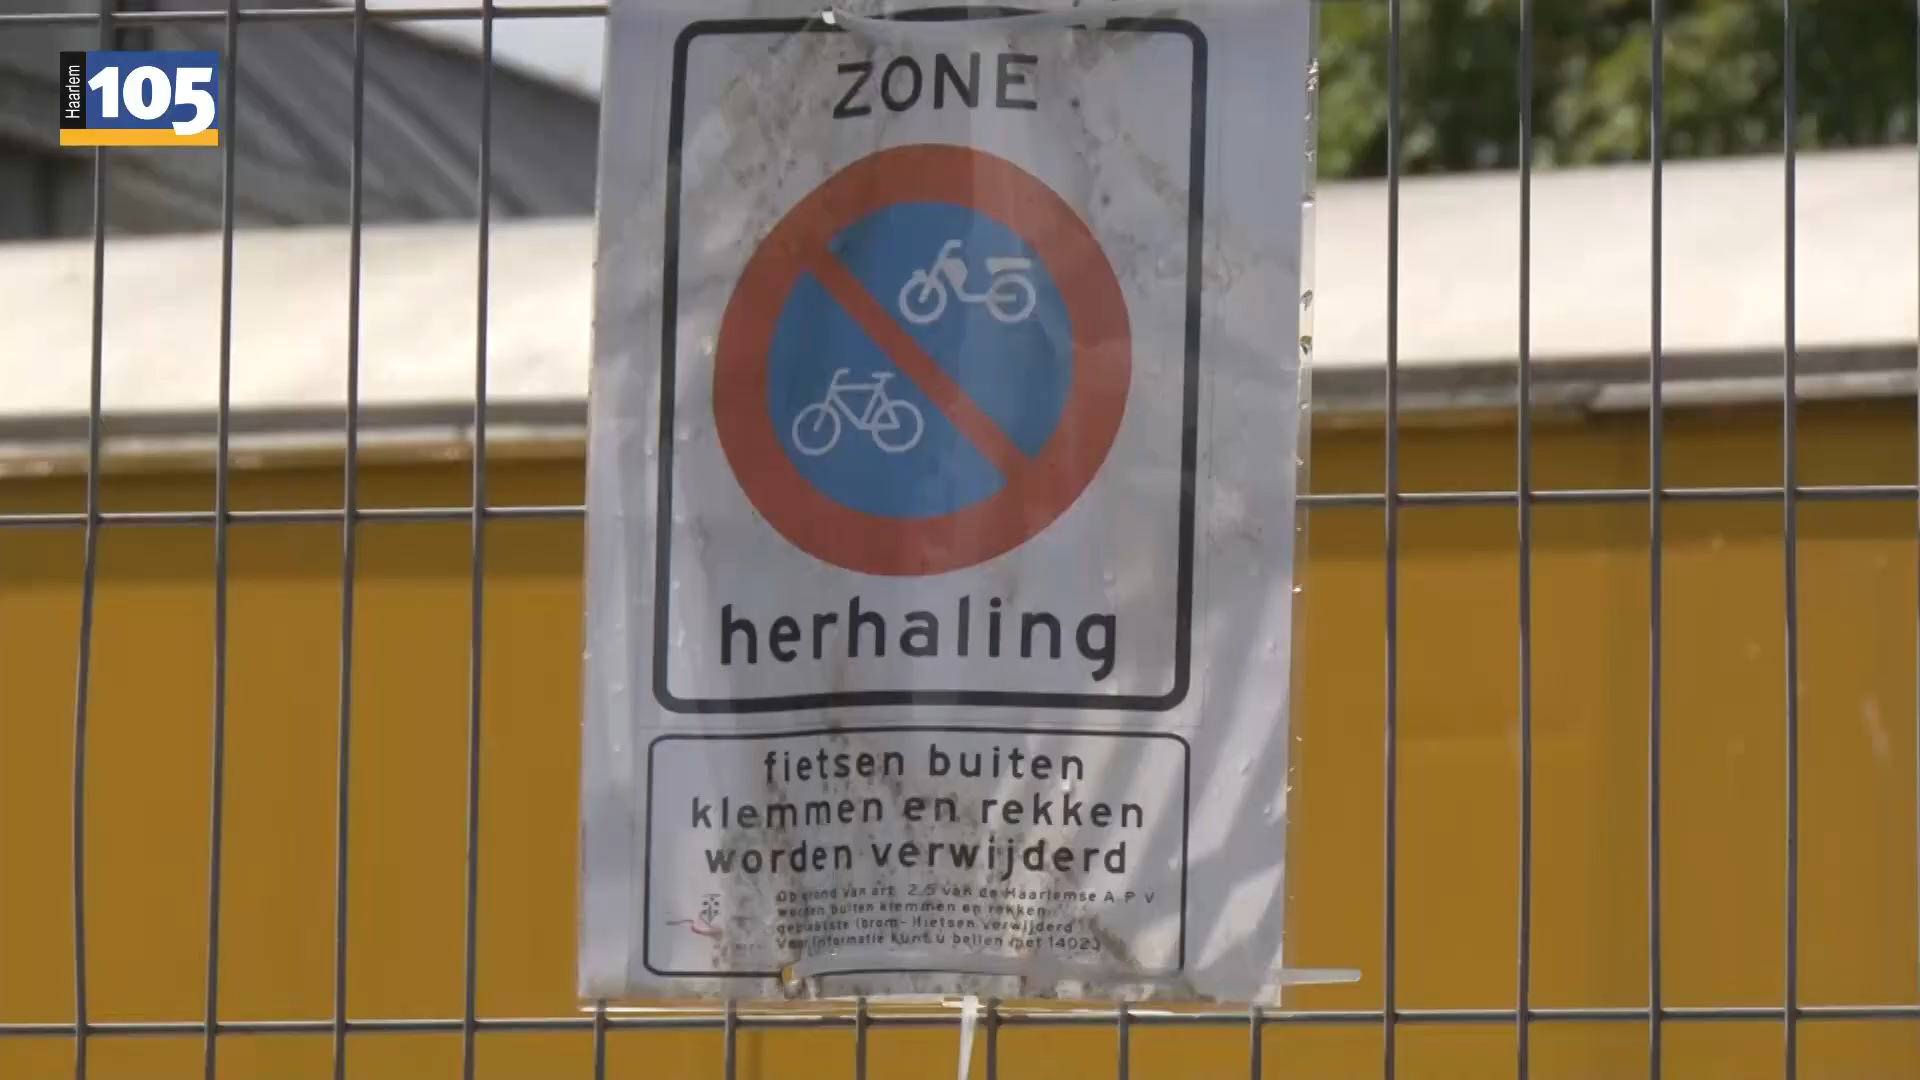 Haarlem
105
ZONE
herhaling
fietsen buiten
klemmen en rekken
worden verwijderd
Op grond van art. 2.5 van de Haarlemse A P V
worden buiten klemmen en rekken
geplaatste (brom-)fietsen verwijderd
Voor informatie kunt u bellen met 14023